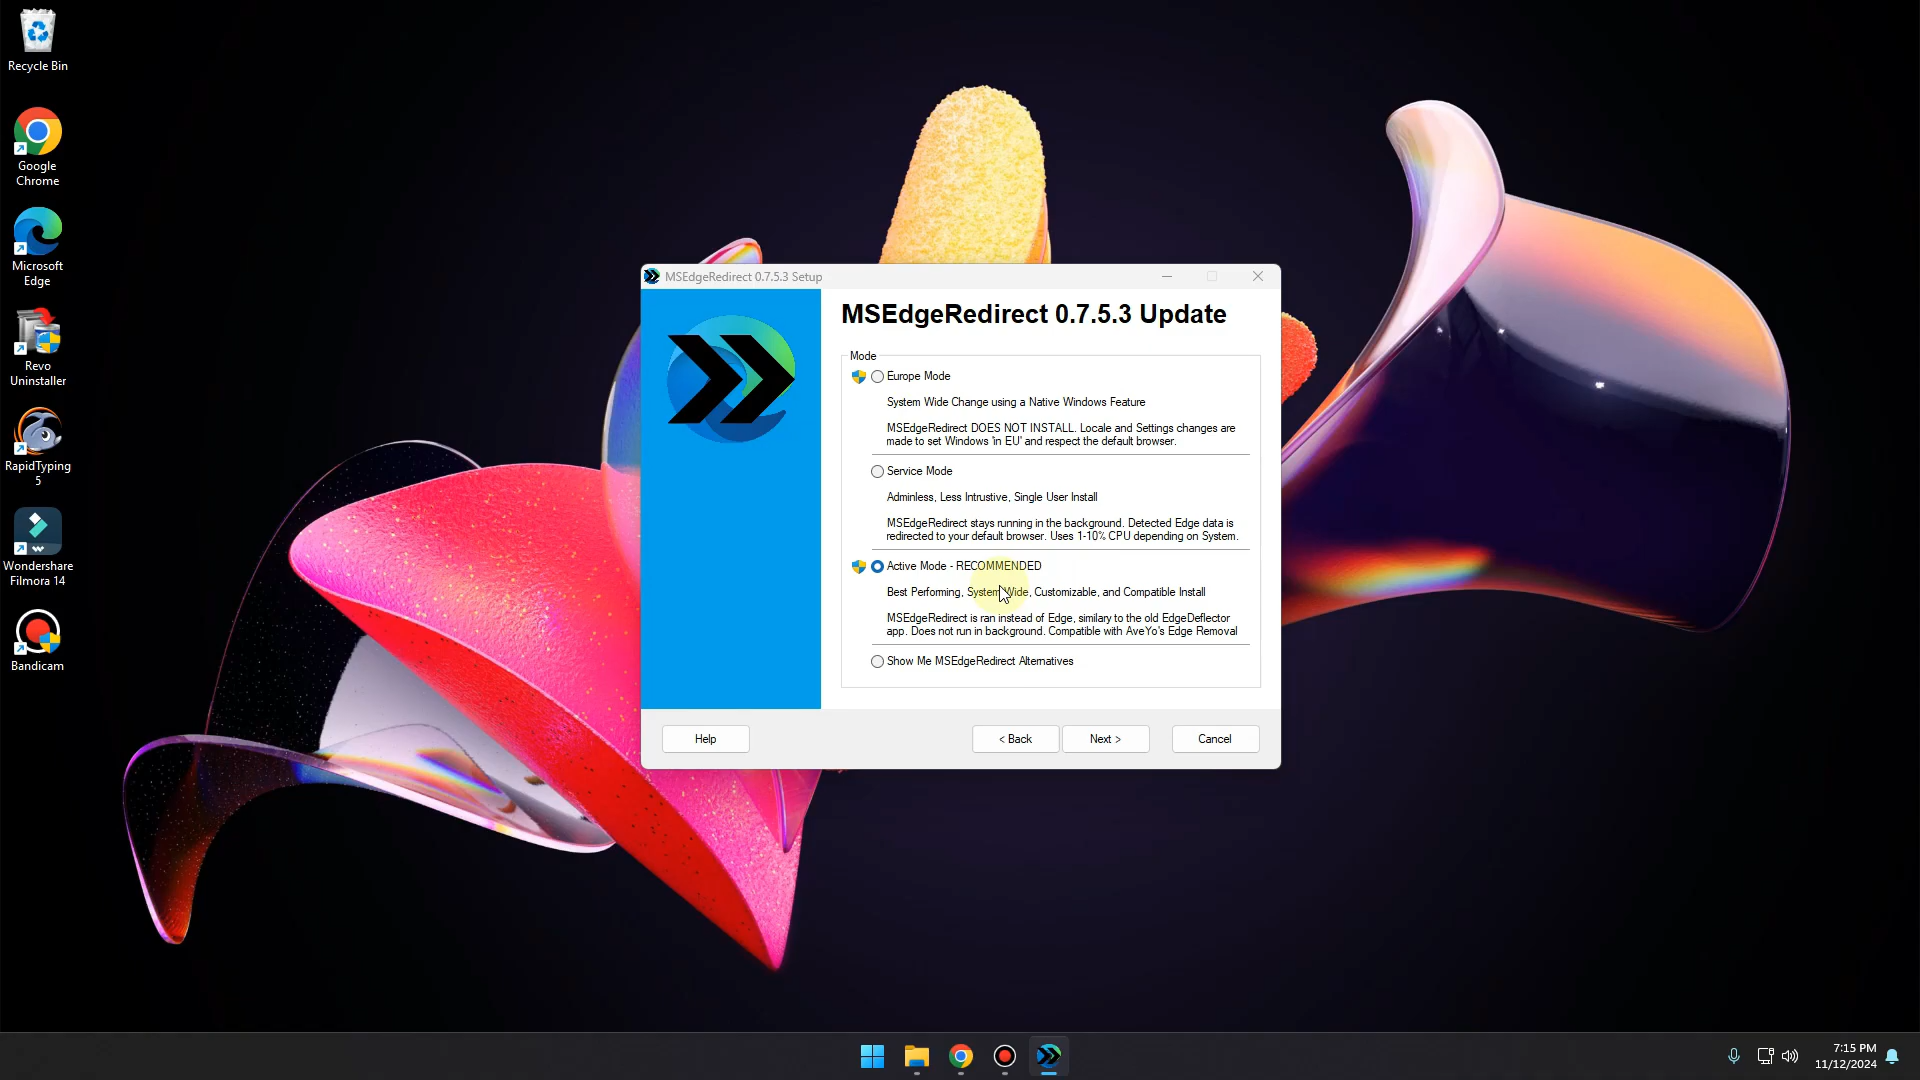 Recycle Bin
Google
Chrome
Microsoft
Edge
Revo
Uninstaller
RapidTyping
5
Wondershare
Filmora 14
Bandicam
MSEdgeRedirect 0.7.5.3 Setup
MSEdgeRedirect 0.7.5.3 Update
Mode
Europe Mode
System Wide Change using a Native Windows Feature
MSEdgeRedirect DOES NOT INSTALL. Locale and Settings changes are
made to set Windows 'in EU' and respect the default browser.
Service Mode
Adminless, Less Intrustive, Single User Install
MSEdgeRedirect stays running in the background. Detected Edge data is
redirected to your default browser. Uses 1-10% CPU depending on System.
Active Mode - RECOMMENDED
Best Performing, System Wide, Customizable, and Compatible Install
MSEdgeRedirect is ran instead of Edge, similary to the old EdgeDeflector
app. Does not run in background. Compatible with AveYo's Edge Removal
Show Me MSEdgeRedirect Alternatives
Help
< Back
Next >
Cancel
7:15 PM
11/12/2024